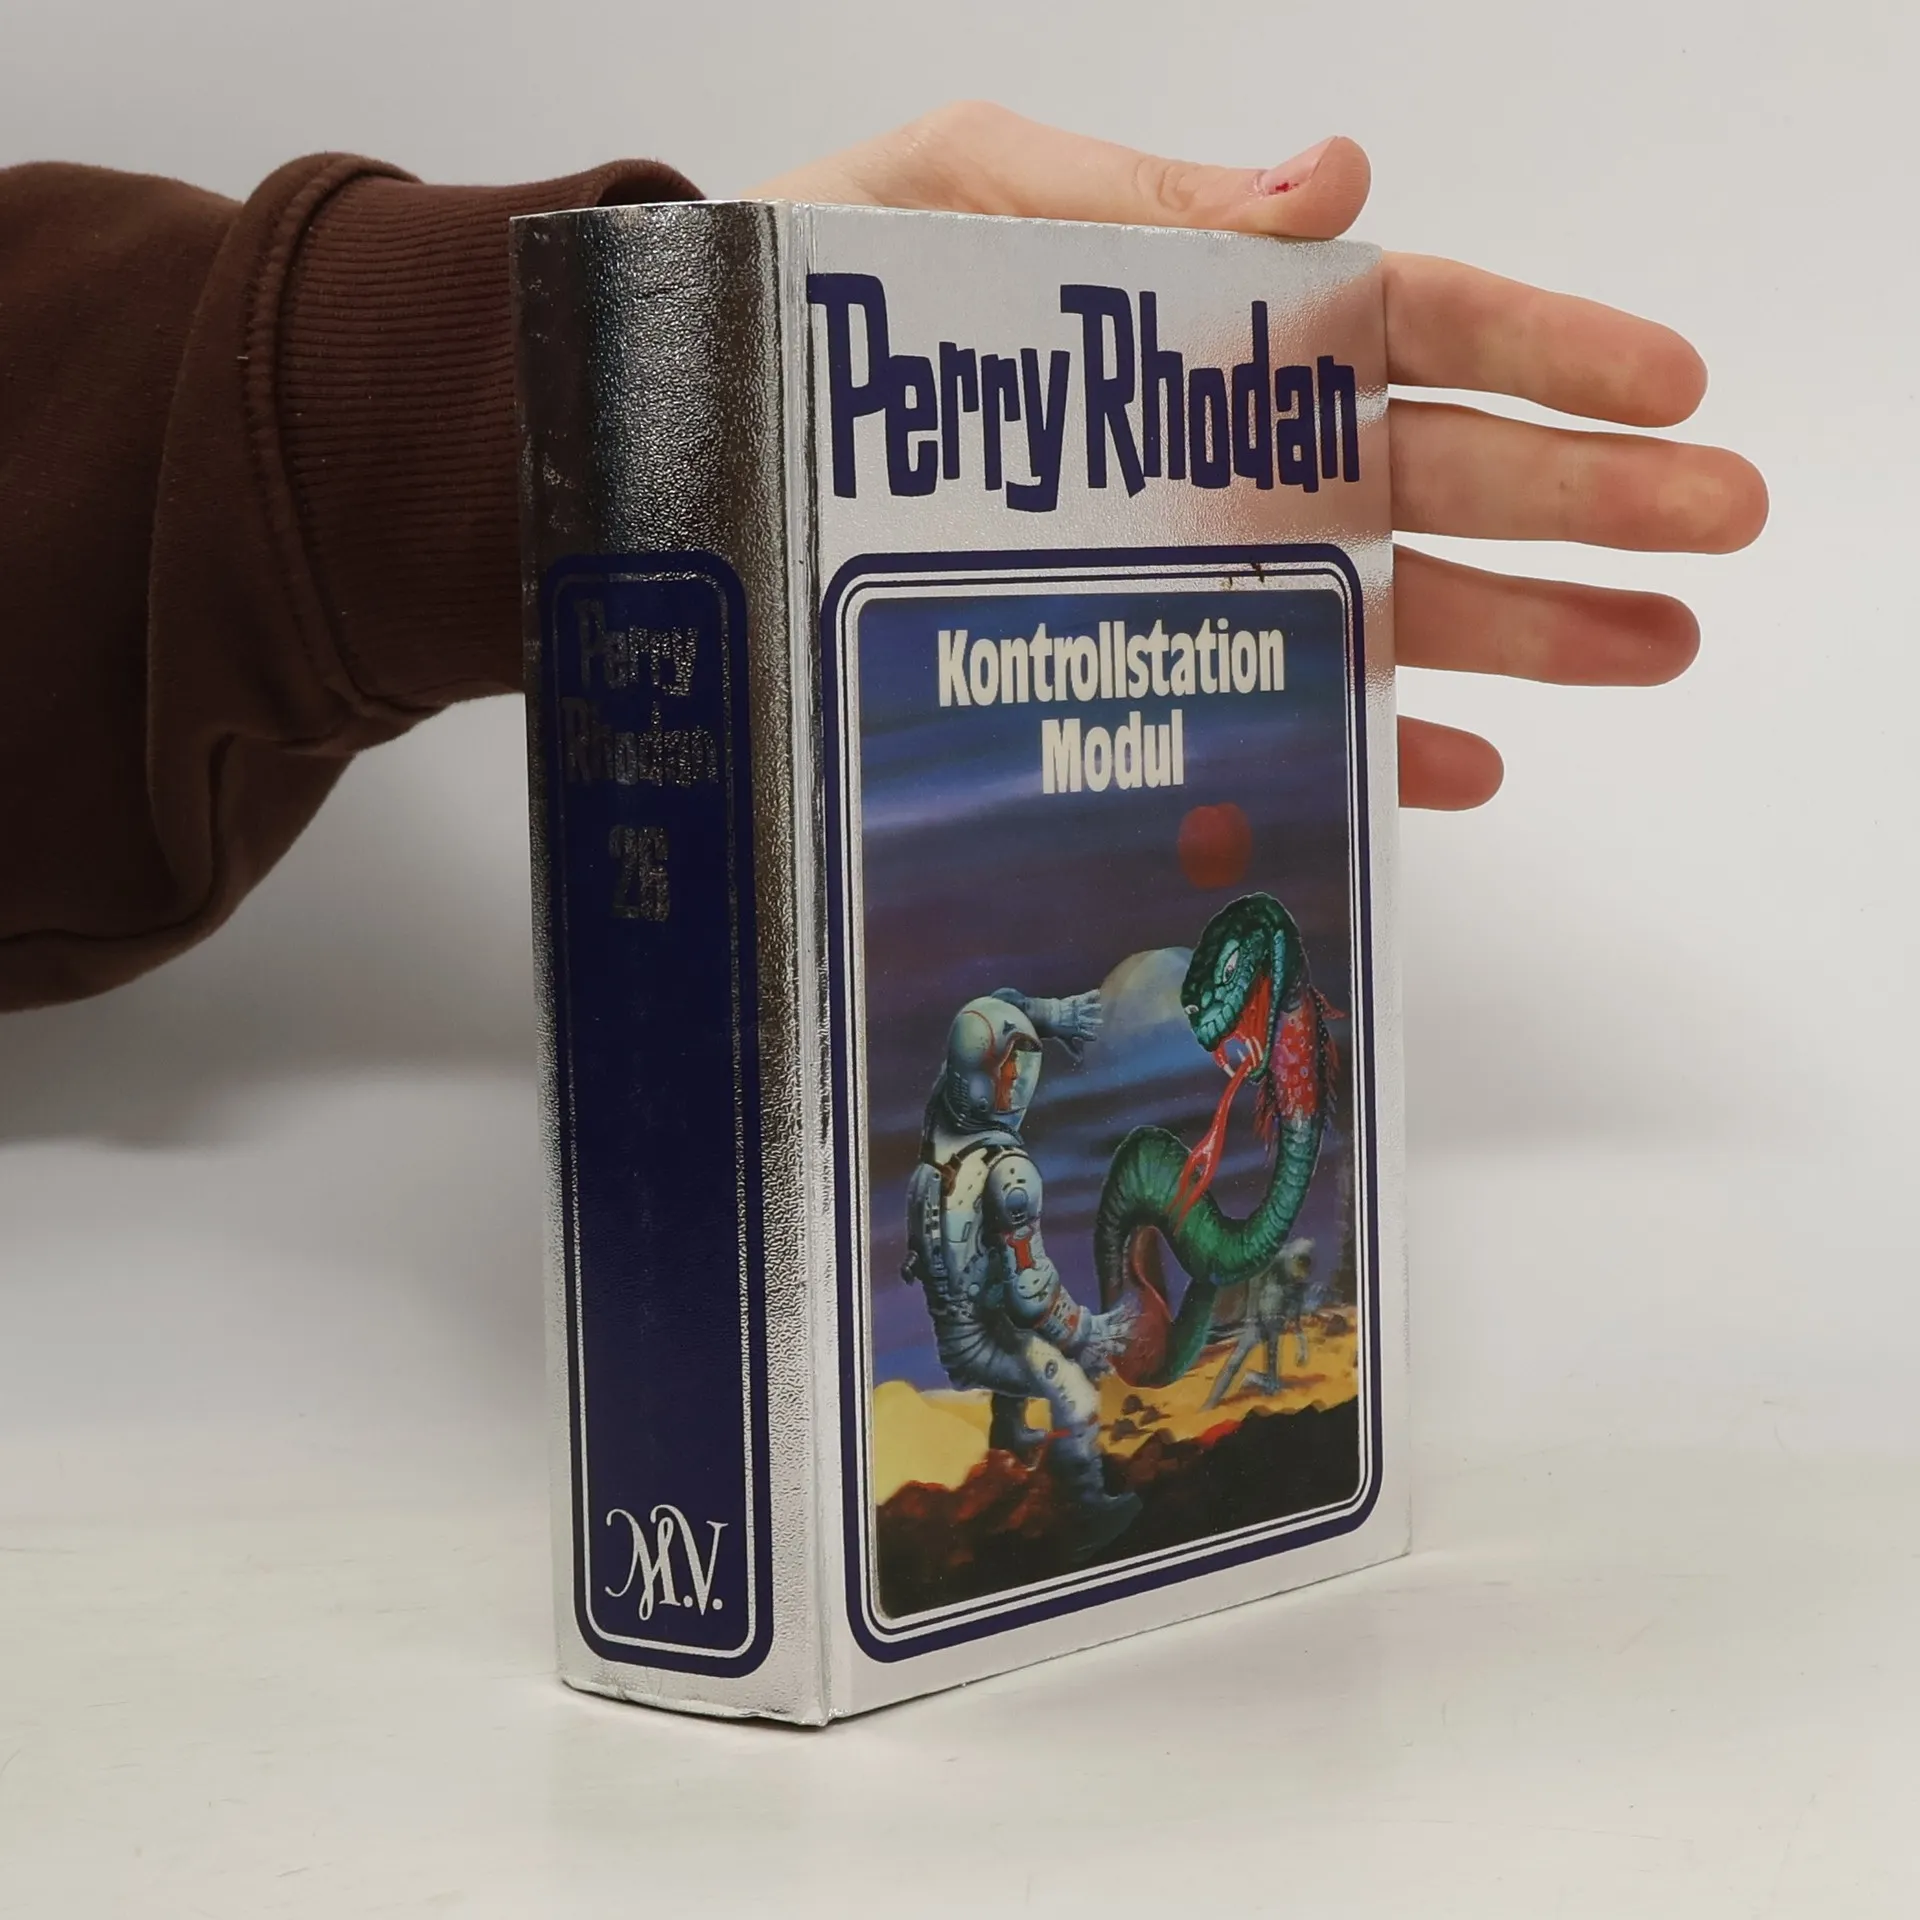 Perry Rhodan
Kontrollstation
Modul
Perry
Rhodan
26
M.V.